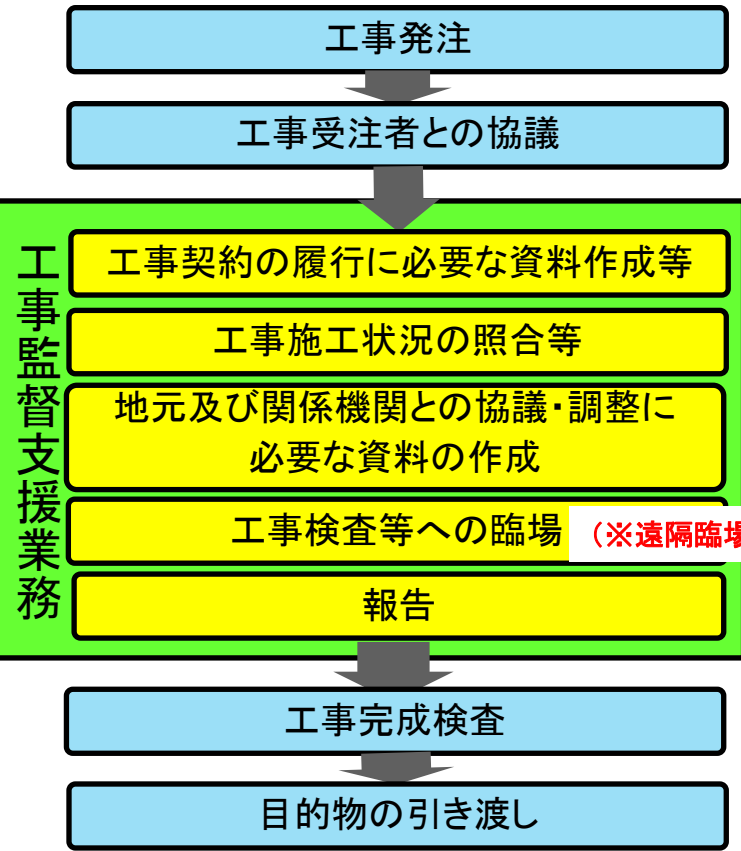 工事発注
工事受注者との協議
工事監督支援業務
工事契約の履行に必要な資料作成等
工事施工状況の照合等
地元及び関係機関との協議・調整に
必要な資料の作成
工事検査等への臨場 (※遠隔臨場
報告
工事完成検査
目的物の引き渡し